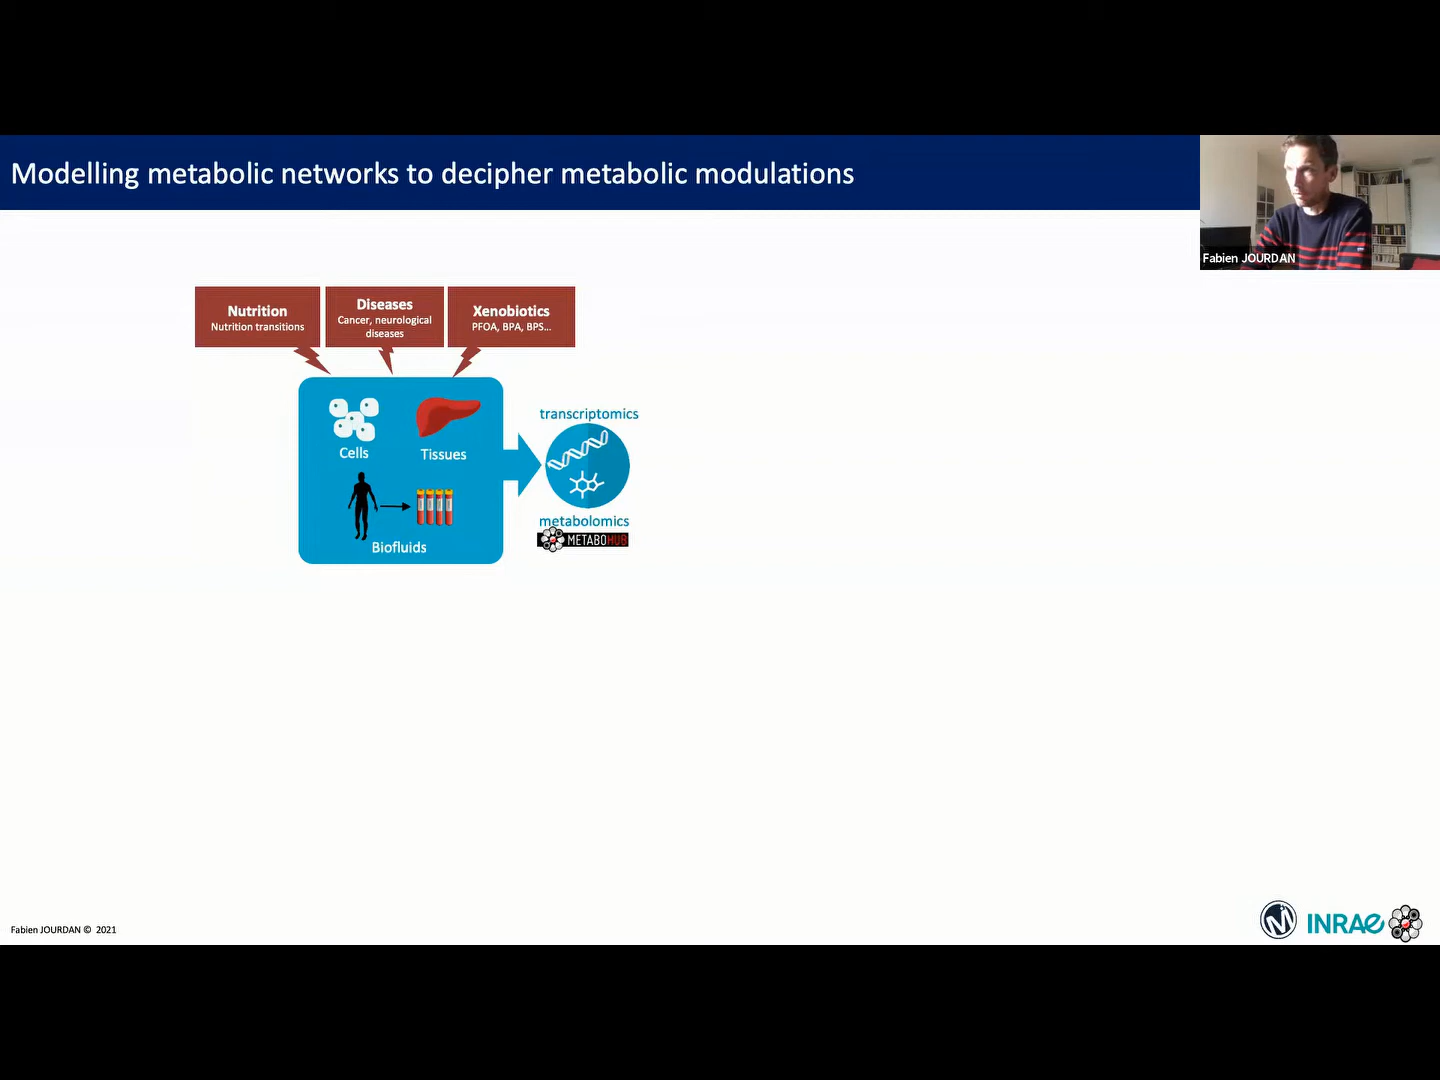 Modelling metabolic networks to decipher metabolic modulations
Fabien JOURDAN
Nutrition
Nutrition transitions
Diseases
Cancer, neurological
diseases
Xenobiotics
PFOA, BPA, BPS...
Cells
Tissues
Biofluids
transcriptomics
metabolomics
METABOHUB
Fabien JOURDAN © 2021
M
INRAE